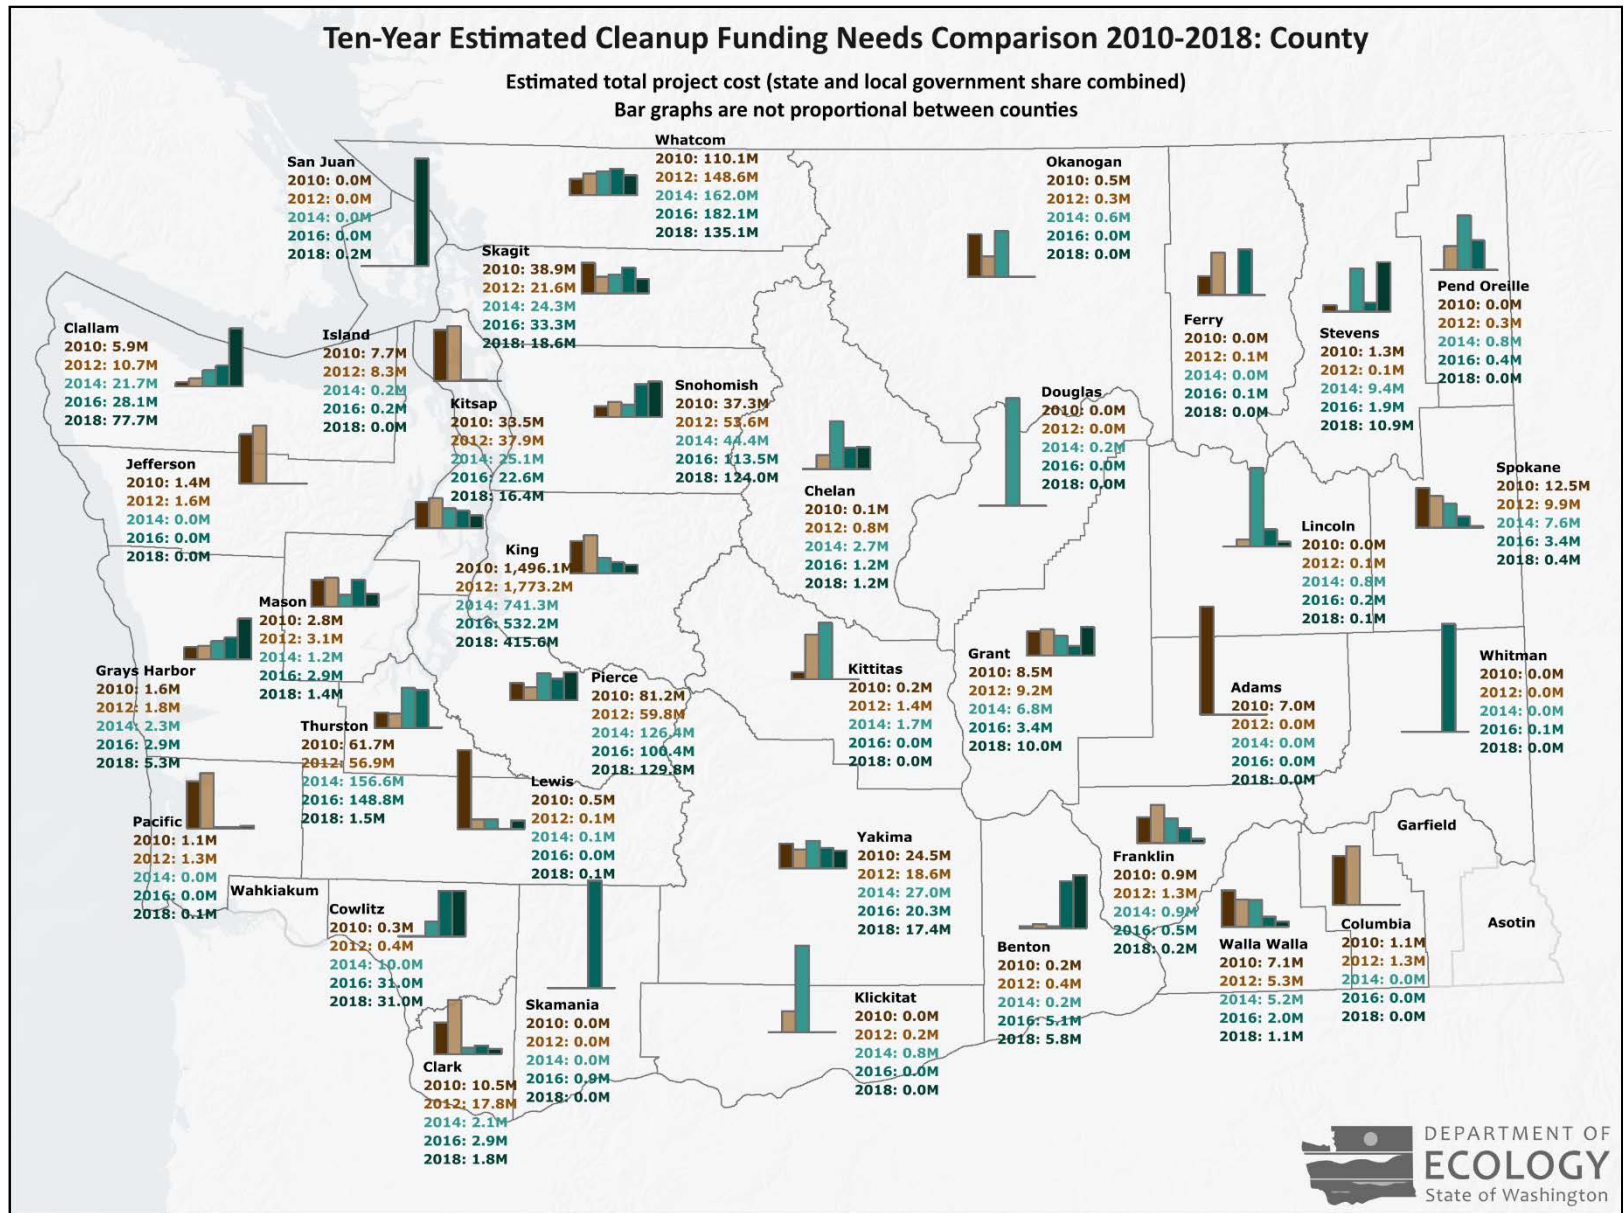 Ten-Year Estimated Cleanup Funding Needs Comparison 2010-2018: County
Estimated total project cost (state and local government share combined)
Bar graphs are not proportional between counties
San Juan
2010: 0.0M
2012: 0.0M
2014: 0.0M
2016: 0.0M
2018: 0.2M
Whatcom
2010: 110.1M
2012: 148.6M
2014: 162.0M
2016: 182.1M
2018: 135.1M
Okanogan
2010: 0.5M
2012: 0.3M
2014: 0.6M
2016: 0.0M
2018: 0.0M
Skagit
2010: 38.9M
2012: 21.6M
2014: 24.3M
2016: 33.3M
2018: 18.6M
Ferry
2010: 0.0M
2012: 0.1M
2014: 0.0M
2016: 0.1M
2018: 0.0M
Stevens
2010: 1.3M
2012: 0.1M
2014: 9.4M
2016: 1.9M
2018: 10.9M
Pend Oreille
2010: 0.0M
2012: 0.3M
2014: 0.8M
2016: 0.4M
2018: 0.0M
Clallam
2010: 5.9M
2012: 10.7M
2014: 21.7M
2016: 28.1M
2018: 77.7M
Island
2010: 7.7M
2012: 8.3M
2014: 0.2M
2016: 0.2M
2018: 0.0M
Kitsap
2010: 33.5M
2012: 37.9M
2014: 25.1M
2016: 22.6M
2018: 16.4M
Snohomish
2010: 37.3M
2012: 53.6M
2014: 44.4M
2016: 113.5M
2018: 124.0M
Douglas
2010: 0.0M
2012: 0.0M
2014: 0.2M
2016: 0.0M
2018: 0.0M
Jefferson
2010: 1.4M
2012: 1.6M
2014: 0.0M
2016: 0.0M
2018: 0.0M
Chelan
2010: 0.1M
2012: 0.8M
2014: 2.7M
2016: 1.2M
2018: 1.2M
Lincoln
2010: 0.0M
2012: 0.1M
2014: 0.8M
2016: 0.2M
2018: 0.1M
Spokane
2010: 12.5M
2012: 9.9M
2014: 7.6M
2016: 3.4M
2018: 0.4M
King
2010: 1,496.1M
2012: 1,773.2M
2014: 741.3M
2016: 532.2M
2018: 415.6M
Mason
2010: 2.8M
2012: 3.1M
2014: 1.2M
2016: 2.9M
2018: 1.4M
Grays Harbor
2010: 1.6M
2012: 1.8M
2014: 2.3M
2016: 2.9M
2018: 5.3M
Thurston
2010: 61.7M
2012: 56.9M
2014: 156.6M
2016: 148.8M
2018: 1.5M
Pierce
2010: 81.2M
2012: 59.8M
2014: 126.4M
2016: 100.4M
2018: 129.8M
Kittitas
2010: 0.2M
2012: 1.4M
2014: 1.7M
2016: 0.0M
2018: 0.0M
Grant
2010: 8.5M
2012: 9.2M
2014: 6.8M
2016: 3.4M
2018: 10.0M
Adams
2010: 7.0M
2012: 0.0M
2014: 0.0M
2016: 0.0M
2018: 0.0M
Whitman
2010: 0.0M
2012: 0.0M
2014: 0.0M
2016: 0.1M
2018: 0.0M
Pacific
2010: 1.1M
2012: 1.3M
2014: 0.0M
2016: 0.0M
2018: 0.1M
Lewis
2010: 0.5M
2012: 0.1M
2014: 0.1M
2016: 0.0M
2018: 0.1M
Wahkiakum
Cowlitz
2010: 0.3M
2012: 0.4M
2014: 10.0M
2016: 31.0M
2018: 31.0M
Yakima
2010: 24.5M
2012: 18.6M
2014: 27.0M
2016: 20.3M
2018: 17.4M
Benton
2010: 0.2M
2012: 0.4M
2014: 0.2M
2016: 5.1M
2018: 5.8M
Franklin
2010: 0.9M
2012: 1.3M
2014: 0.9M
2016: 0.5M
2018: 0.2M
Walla Walla
2010: 7.1M
2012: 5.3M
2014: 5.2M
2016: 2.0M
2018: 1.1M
Columbia
2010: 1.1M
2012: 1.3M
2014: 0.0M
2016: 0.0M
2018: 0.0M
Garfield
Asotin
Clark
2010: 10.5M
2012: 17.8M
2014: 2.1M
2016: 2.9M
2018: 1.8M
Skamania
2010: 0.0M
2012: 0.0M
2014: 0.0M
2016: 0.9M
2018: 0.0M
Klickitat
2010: 0.0M
2012: 0.2M
2014: 0.8M
2016: 0.0M
2018: 0.0M
DEPARTMENT OF
ECOLOGY
State of Washington